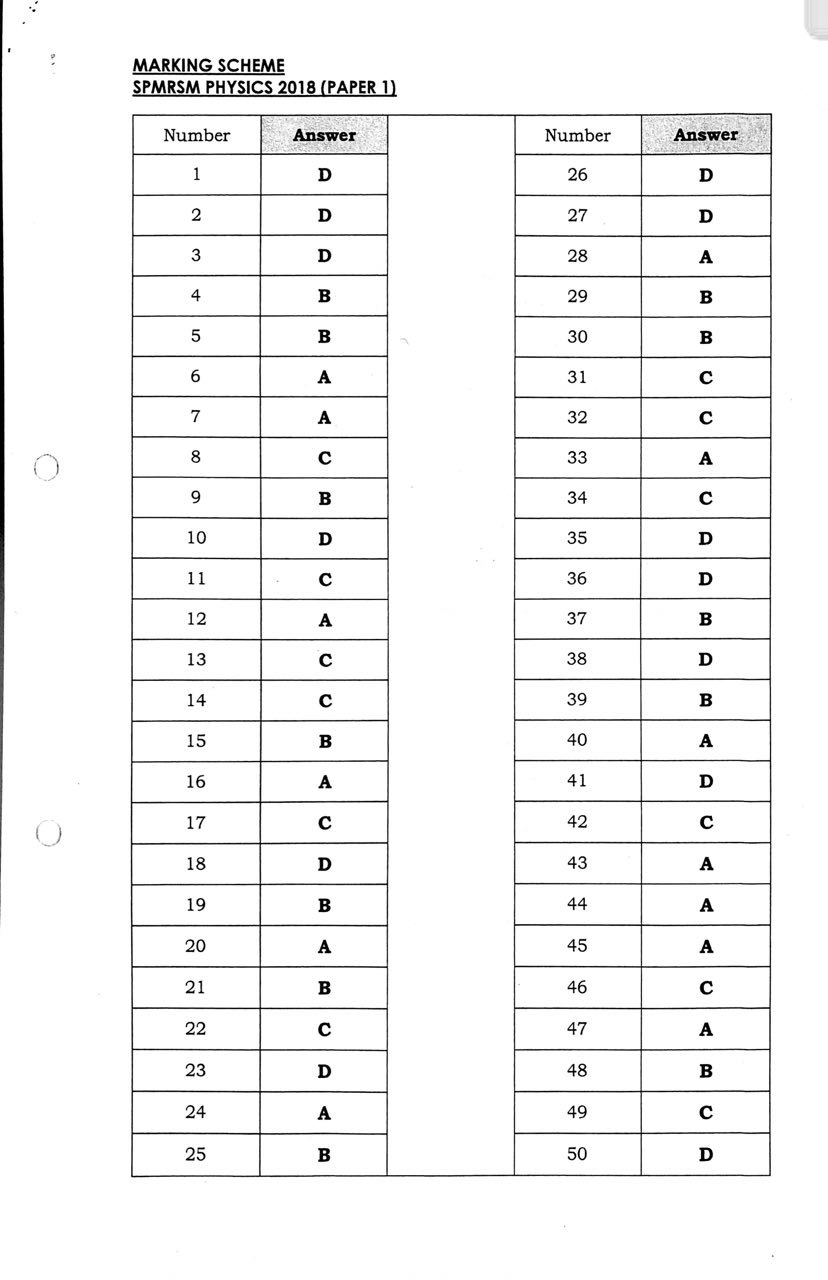 MARKING SCHEME
SPMRSM PHYSICS 2018 (PAPER 1)
Number Answer Number Answer
1 D 26 D
2 D 27 D
3 D 28 A
4 B 29 B
5 B 30 B
6 A 31 C
7 A 32 C
8 C 33 A
9 B 34 C
10 D 35 D
11 C 36 D
12 A 37 B
13 C 38 D
14 C 39 B
15 B 40 A
16 A 41 D
17 C 42 C
18 D 43 A
19 B 44 A
20 A 45 A
21 B 46 C
22 C 47 A
23 D 48 B
24 A 49 C
25 B 50 D